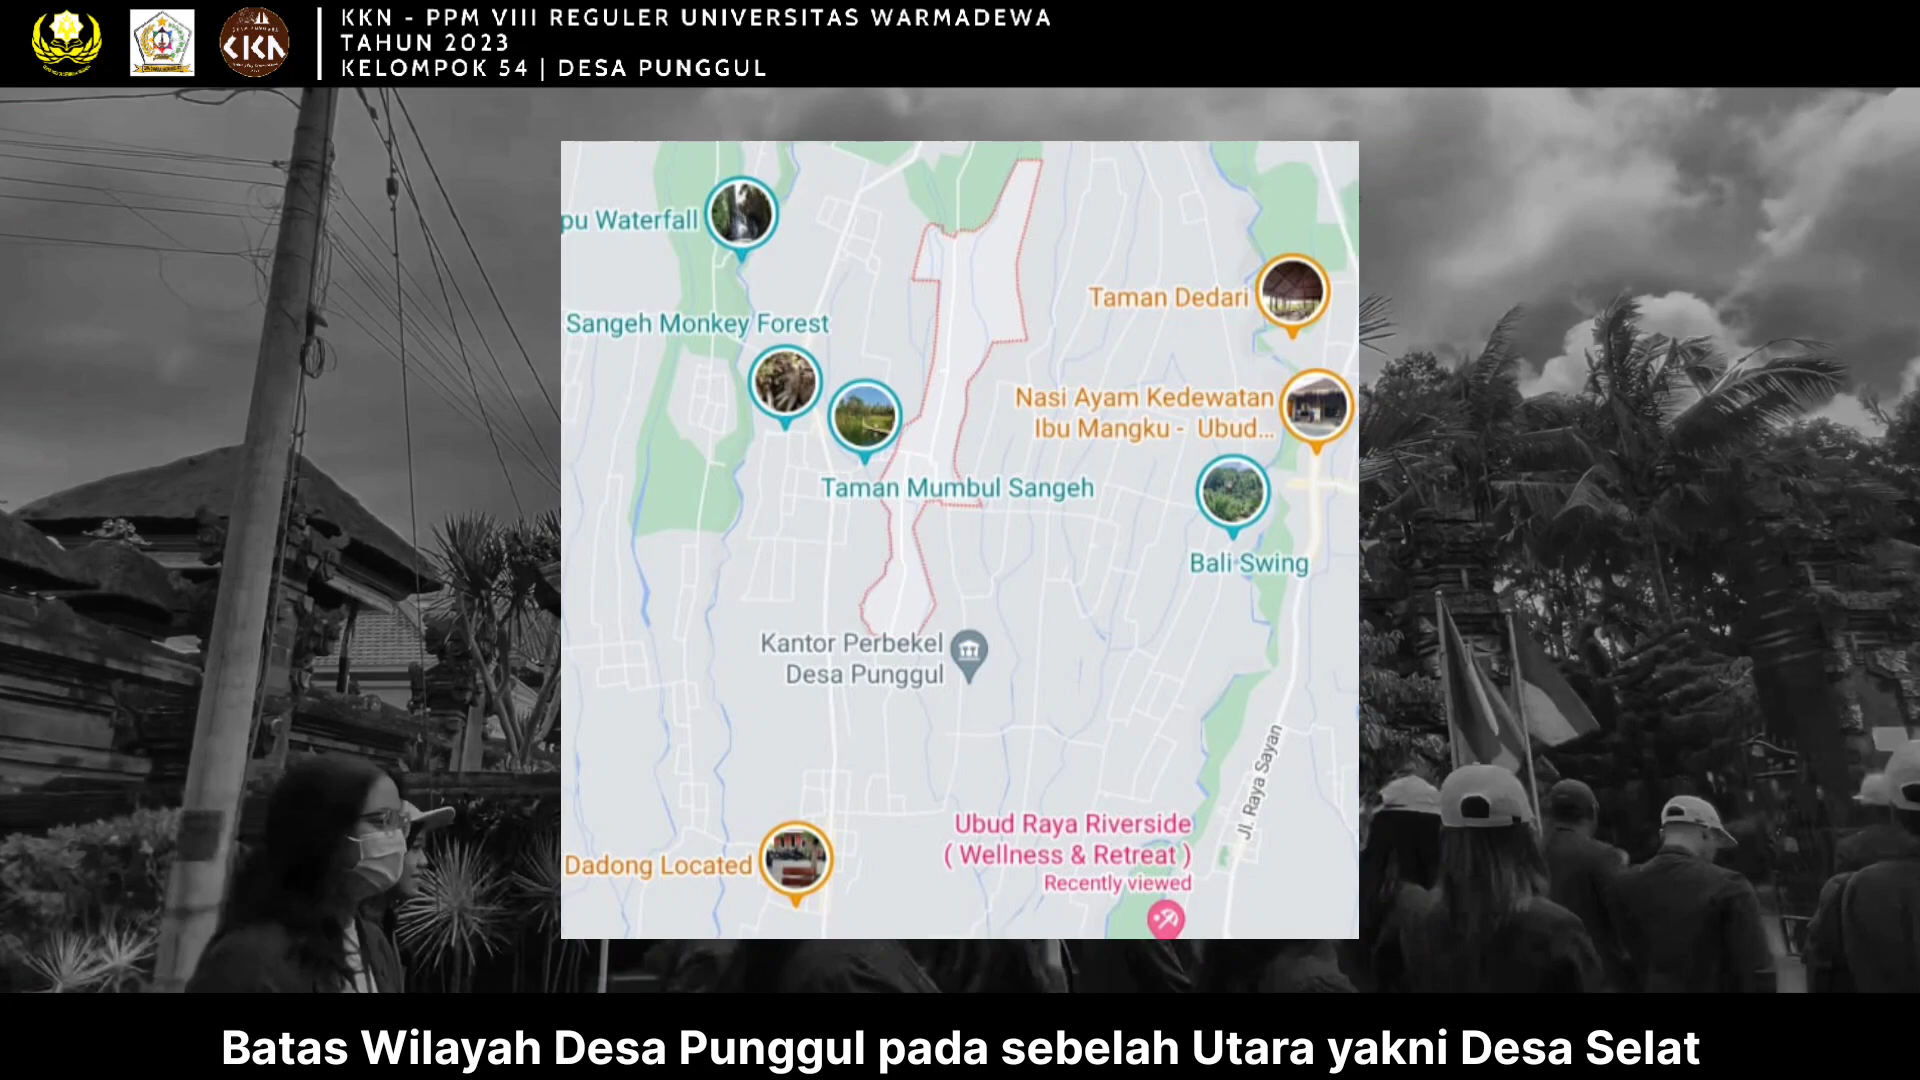 KKN - PPM VIII REGULER UNIVERSITAS WARMADEWA
TAHUN 2023
KELOMPOK 54 | DESA PUNGGUL
pu Waterfall
Taman Dedari
Sangeh Monkey Forest
Nasi Ayam Kedewatan
Ibu Mangku - Ubud...
Taman Mumbul Sangeh
Bali Swing
Kantor Perbekel
Desa Punggul
Jl. Raya Sayan
Ubud Raya Riverside
( Wellness & Retreat )
Recently viewed
Dadong Located
Batas Wilayah Desa Punggul pada sebelah Utara yakni Desa Selat